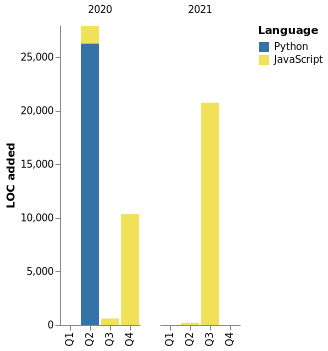 2020
2021
Language
Python
JavaScript
LOC added
25,000
20,000
15,000
10,000
5,000
0
Q1
Q2
Q3
Q4
Q1
Q2
Q3
Q4